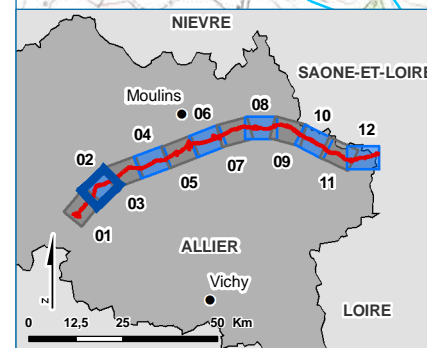 NIEVRE
SAONE-ET-LOIRE
Moulins
06
08
10
12
04
02
07
09
05
11
03
01
ALLIER
Vichy
LOIRE
N
0 12,5 25 50 Km